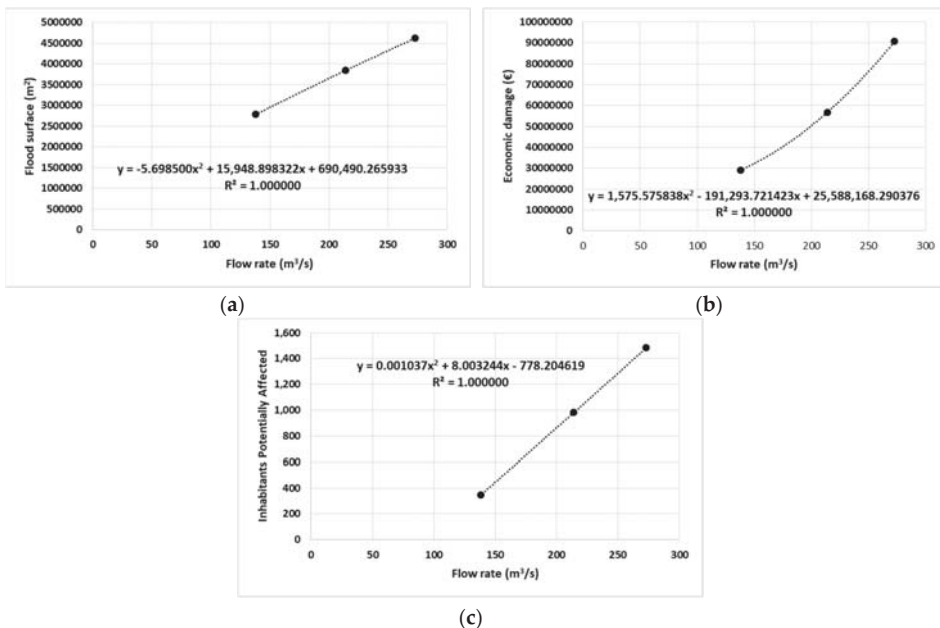 5000000
4500000
4000000
3500000
3000000
2500000
2000000
1500000
1000000
500000
0
Flood surface (m²)
y = -5.698500x² + 15,948.898322x + 690,490.265933
R² = 1.000000
0 50 100 150 200 250 300
Flow rate (m³/s)
(a)
100000000
90000000
80000000
70000000
60000000
50000000
40000000
30000000
20000000
10000000
0
Economic damage (€)
y = 1,575.575838x² - 191,293.721423x + 25,588,168.290376
R² = 1.000000
0 50 100 150 200 250 300
Flow rate (m³/s)
(b)
1,600
1,400
1,200
1,000
800
600
400
200
0
Inhabitants Potentially Affected
y = 0.001037x² + 8.003244x - 778.204619
R² = 1.000000
0 50 100 150 200 250 300
Flow rate (m³/s)
(c)